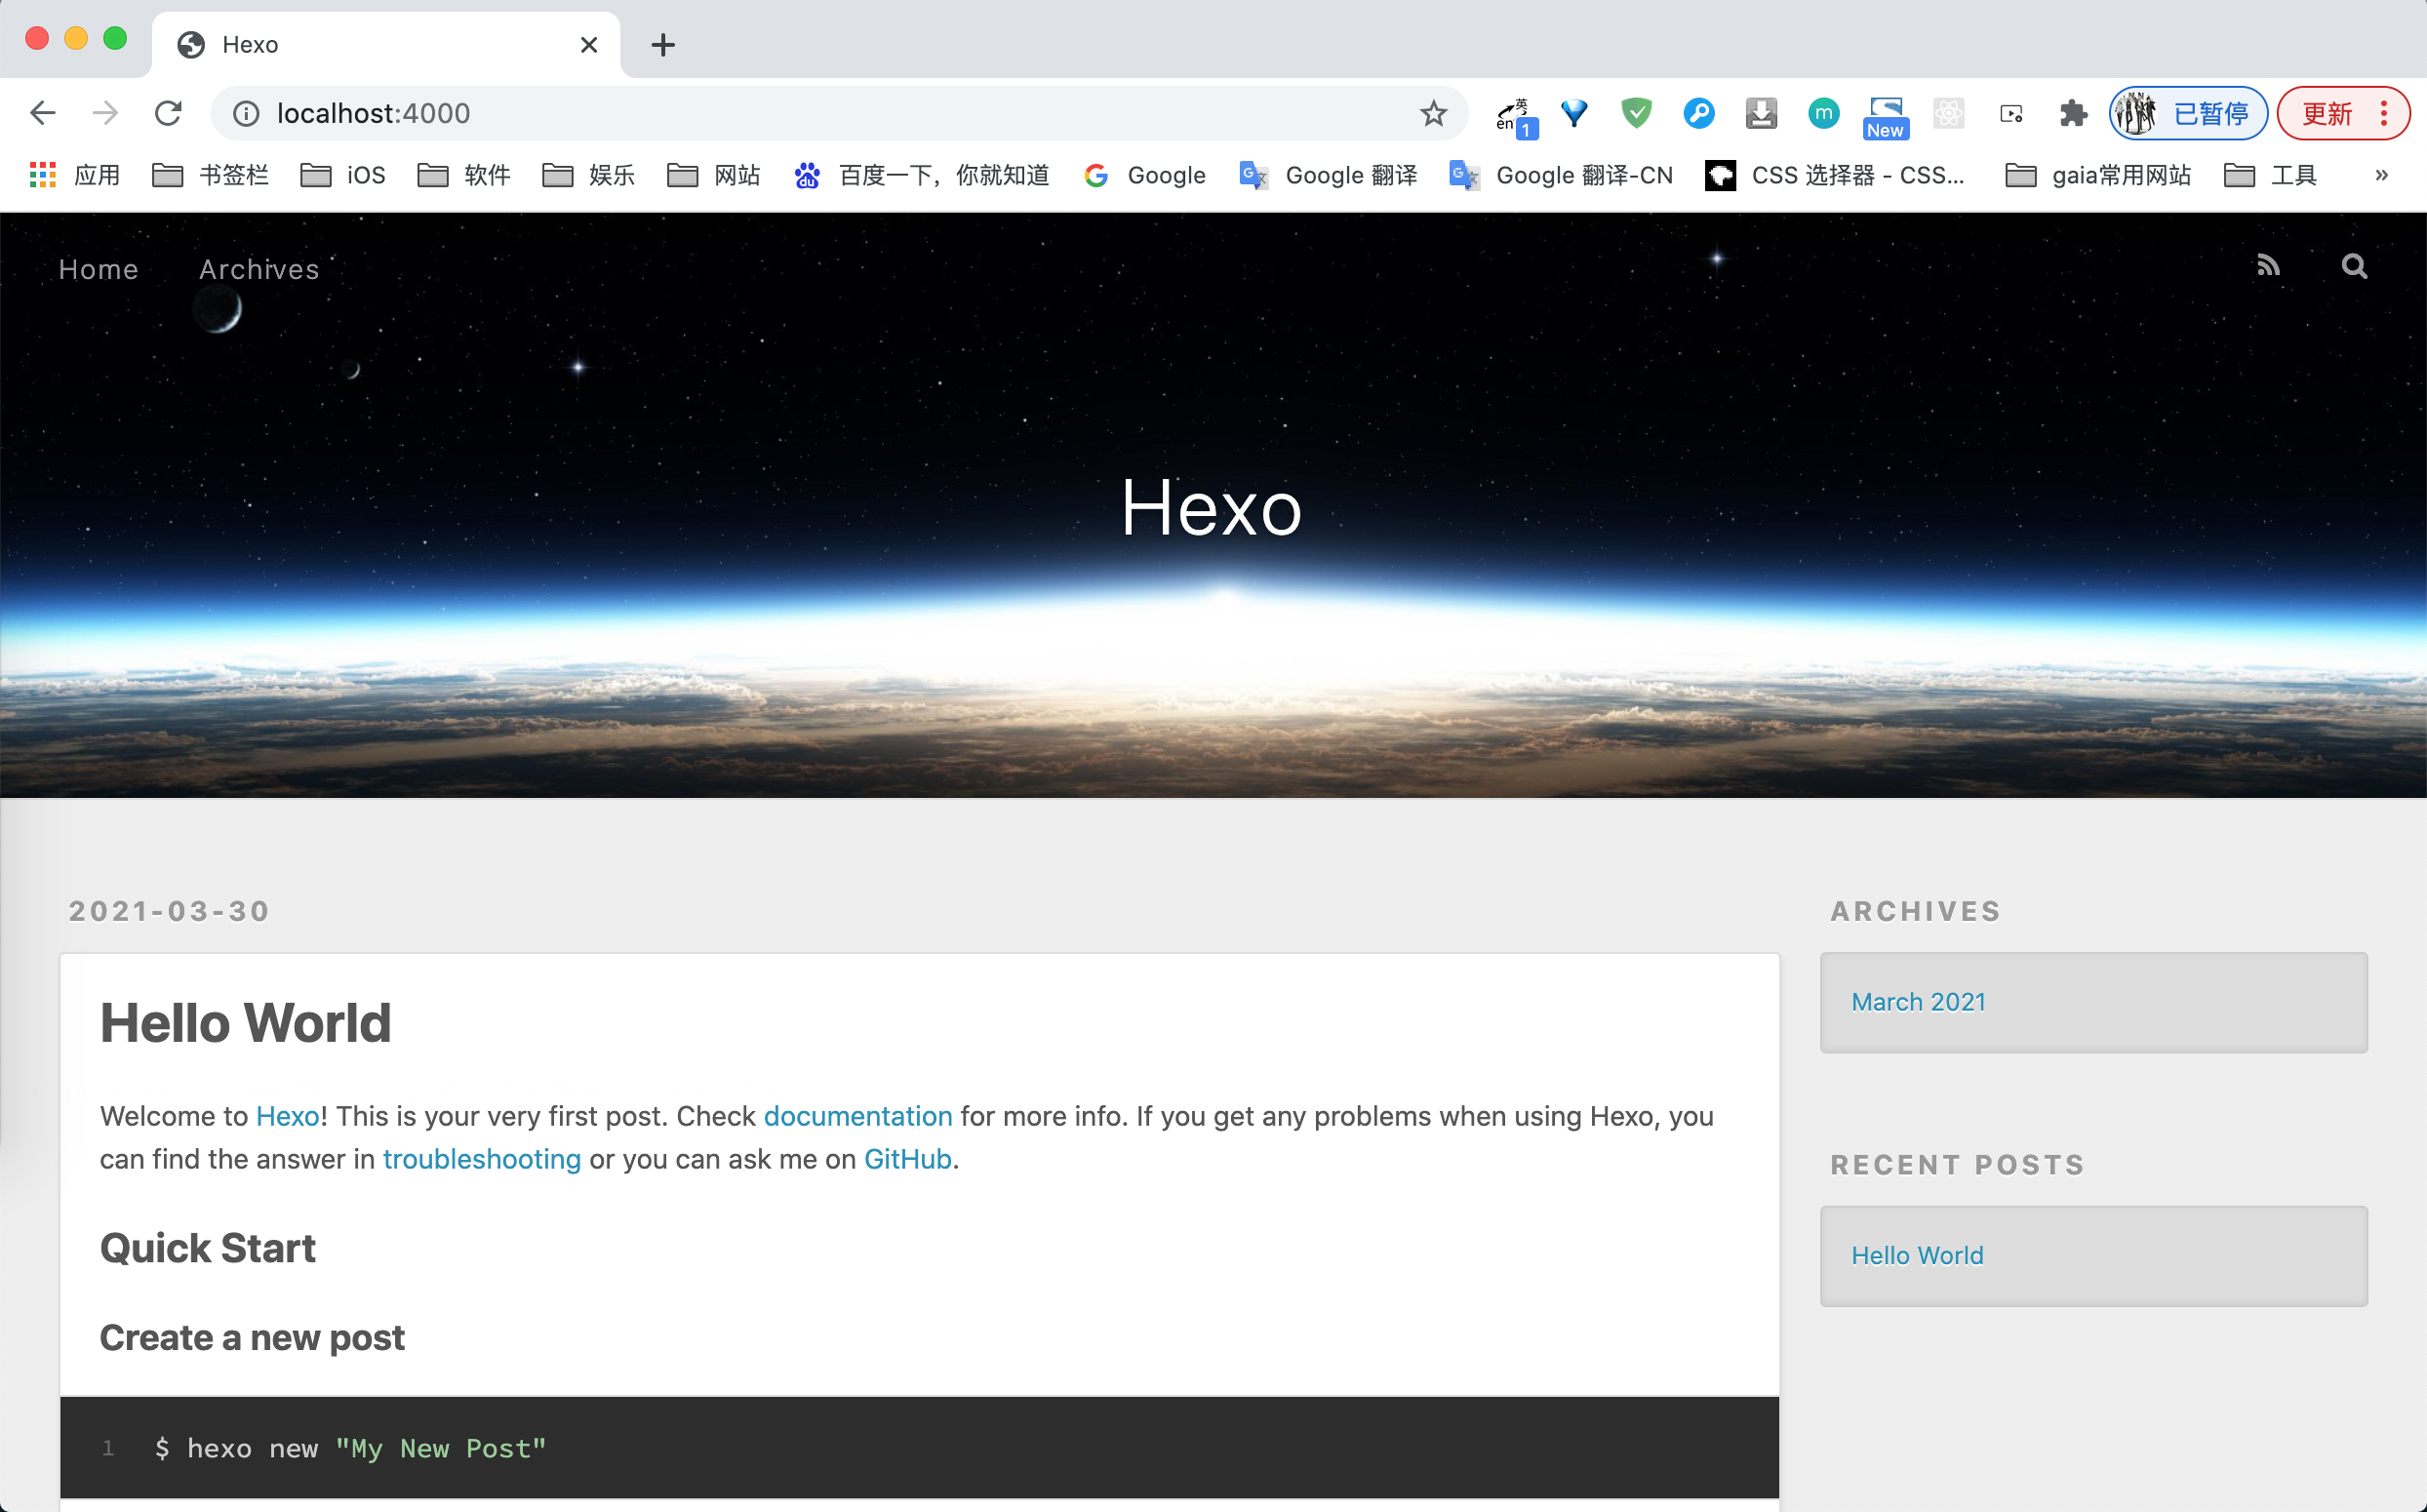 Hexo
localhost:4000
英
en
1
m
New
已暂停
更新
应用 书签栏 iOS 软件 娱乐 网站 百度一下，你就知道 Google Google 翻译 Google 翻译-CN CSS 选择器 - CSS... gaia常用网站 工具 »
Home Archives
Hexo
2021-03-30
Hello World
Welcome to Hexo! This is your very first post. Check documentation for more info. If you get any problems when using Hexo, you
can find the answer in troubleshooting or you can ask me on GitHub.
Quick Start
Create a new post
1 $ hexo new "My New Post"
ARCHIVES
March 2021
RECENT POSTS
Hello World